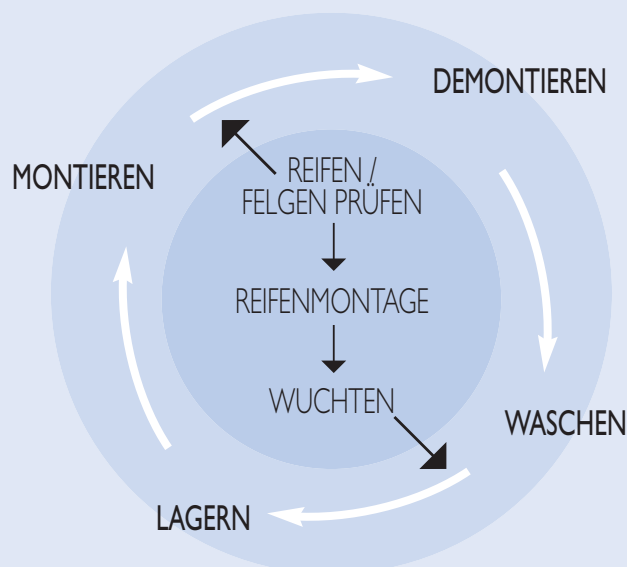 DEMONTIEREN
MONTIEREN
REIFEN /
FELGEN PRÜFEN
REIFENMONTAGE
WUCHTEN
WASCHEN
LAGERN